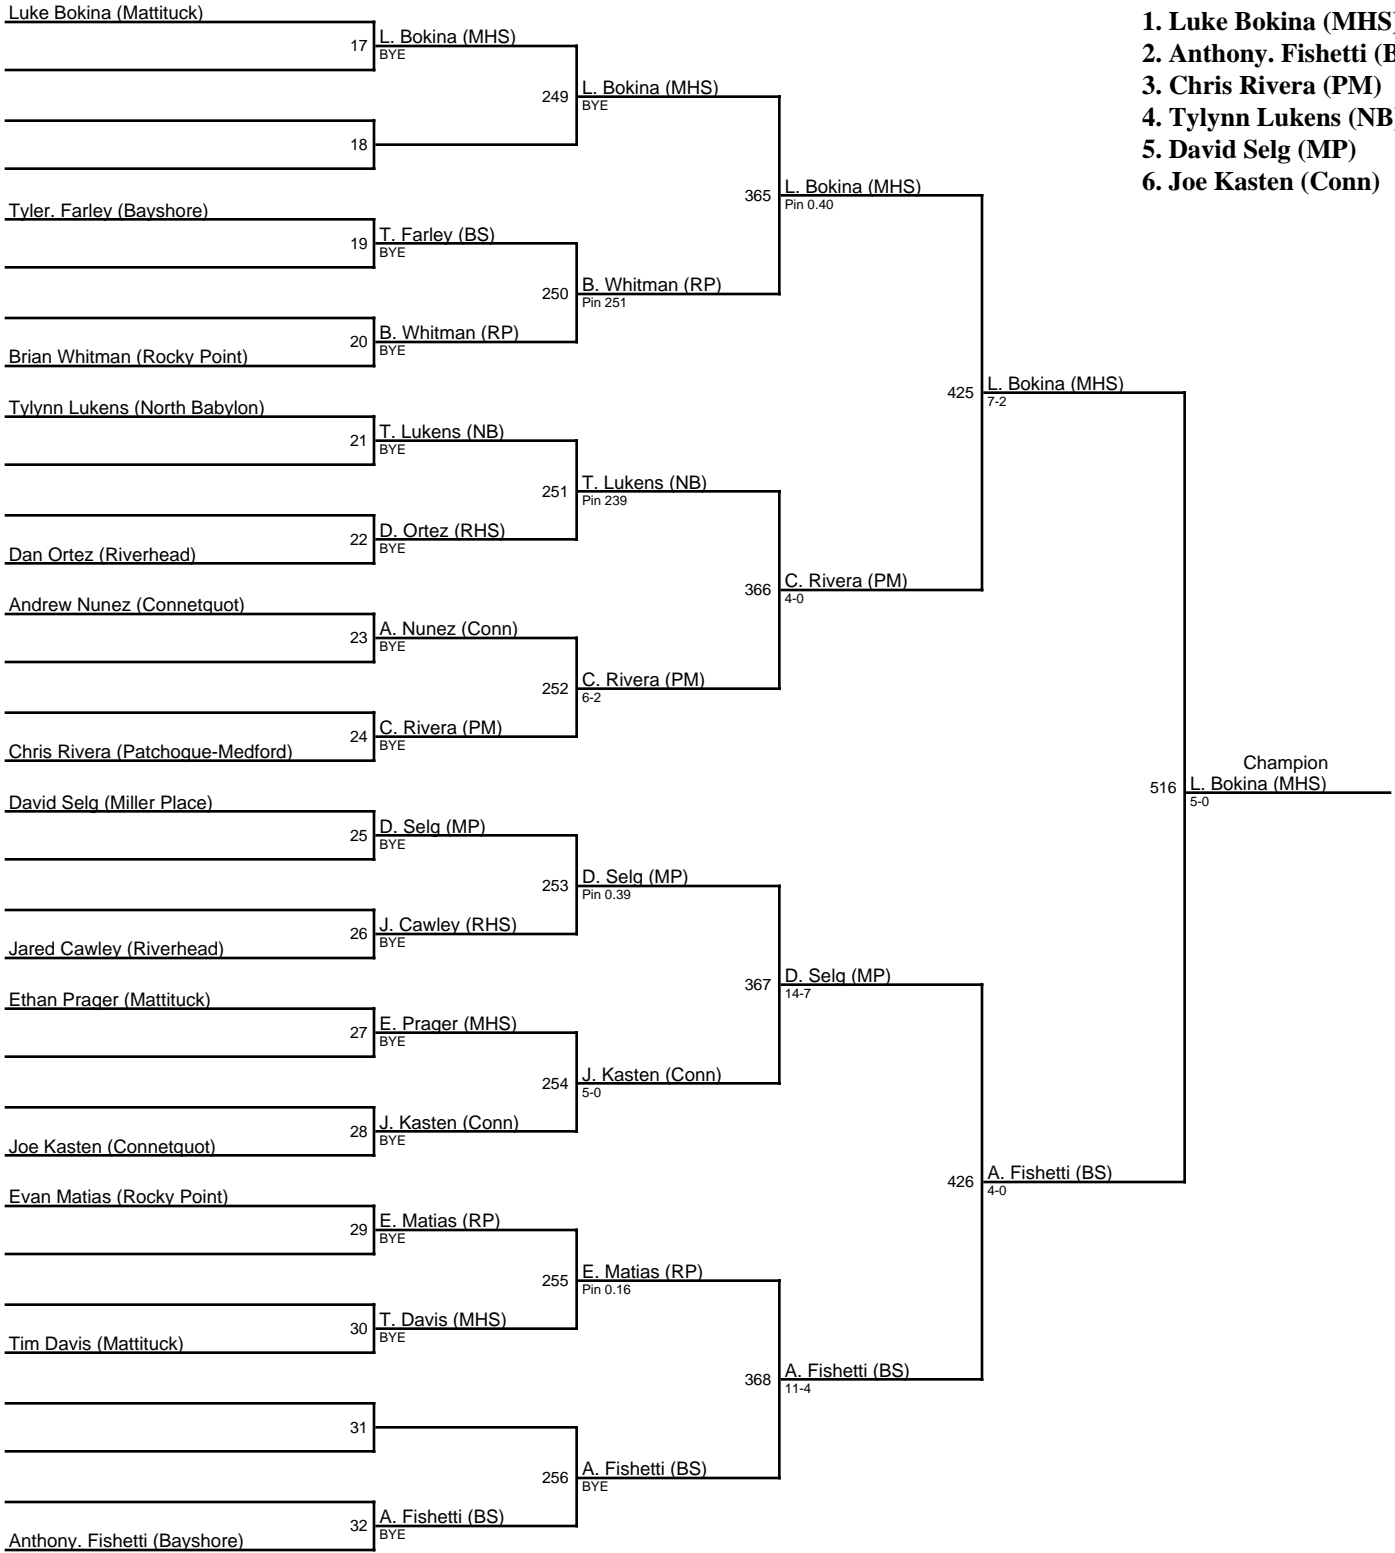 Luke Bokina (Mattituck)
17
L. Bokina (MHS)
BYE
249
L. Bokina (MHS)
BYE
18
365
L. Bokina (MHS)
Pin 0.40
Tyler. Farley (Bayshore)
19
T. Farley (BS)
BYE
250
B. Whitman (RP)
Pin 251
20
B. Whitman (RP)
BYE
Brian Whitman (Rocky Point)
425
L. Bokina (MHS)
7-2
Tylynn Lukens (North Babylon)
21
T. Lukens (NB)
BYE
251
T. Lukens (NB)
Pin 239
22
D. Ortez (RHS)
BYE
Dan Ortez (Riverhead)
366
C. Rivera (PM)
4-0
Andrew Nunez (Connetquot)
23
A. Nunez (Conn)
BYE
252
C. Rivera (PM)
6-2
24
C. Rivera (PM)
BYE
Chris Rivera (Patchogue-Medford)
Champion
516
L. Bokina (MHS)
5-0
David Selg (Miller Place)
25
D. Selg (MP)
BYE
253
D. Selg (MP)
Pin 0.39
26
J. Cawley (RHS)
BYE
Jared Cawley (Riverhead)
367
D. Selg (MP)
14-7
Ethan Prager (Mattituck)
27
E. Prager (MHS)
BYE
254
J. Kasten (Conn)
5-0
28
J. Kasten (Conn)
BYE
Joe Kasten (Connetquot)
426
A. Fishetti (BS)
4-0
Evan Matias (Rocky Point)
29
E. Matias (RP)
BYE
255
E. Matias (RP)
Pin 0.16
30
T. Davis (MHS)
BYE
Tim Davis (Mattituck)
368
A. Fishetti (BS)
11-4
31
256
A. Fishetti (BS)
BYE
32
A. Fishetti (BS)
BYE
Anthony. Fishetti (Bayshore)
1. Luke Bokina (MHS)
2. Anthony. Fishetti (B
3. Chris Rivera (PM)
4. Tylynn Lukens (NB)
5. David Selg (MP)
6. Joe Kasten (Conn)